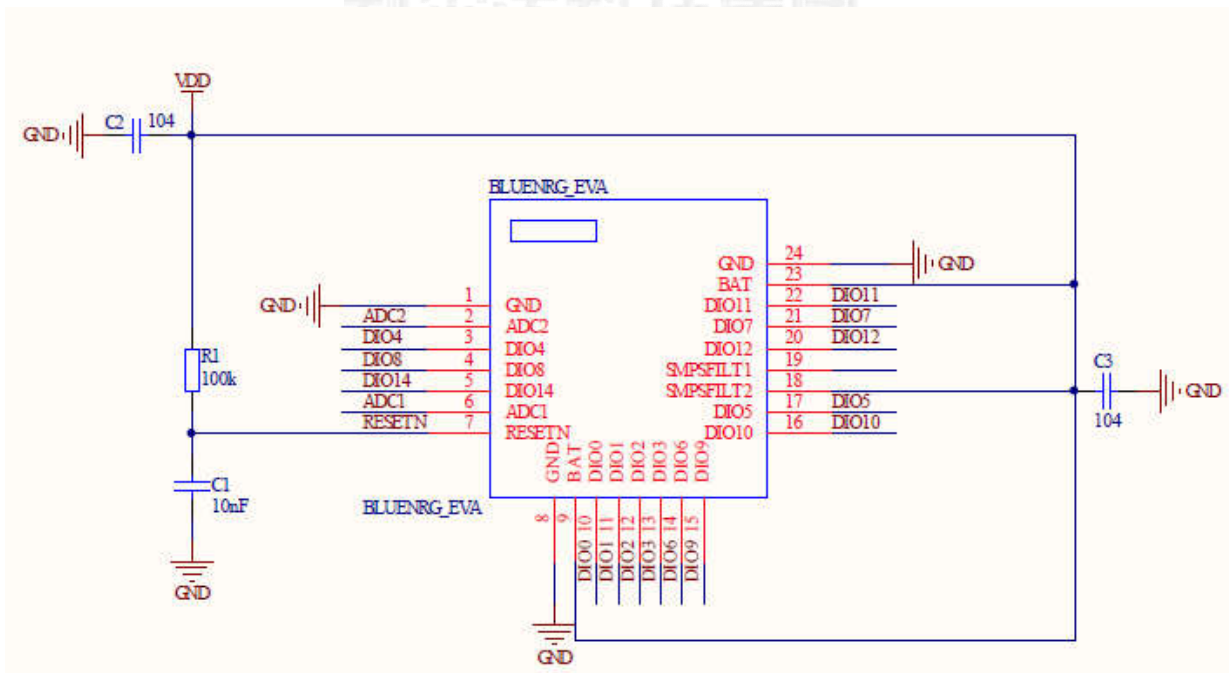 VDD
C2 104
GND
BLUENRG_EVA
R1
100k
C1
10nF
GND
GND
1 GND
ADC2 2 ADC2
DIO4 3 DIO4
DIO8 4 DIO8
DIO14 5 DIO14
ADC1 6 ADC1
RESETN 7 RESETN
BLUENRG_EVA
GND 24 GND
BAT 23
DIO11 22 DIO11
DIO7 21 DIO7
DIO12 20 DIO12
SMPSFILT1 19
SMPSFILT2 18
DIO5 17 DIO5
DIO10 16 DIO10
C3
104
GND
GND 8
BAT 9
DIO0 10 DIO0
DIO1 11 DIO1
DIO2 12 DIO2
DIO3 13 DIO3
DIO6 14 DIO6
DIO9 15 DIO9
GND